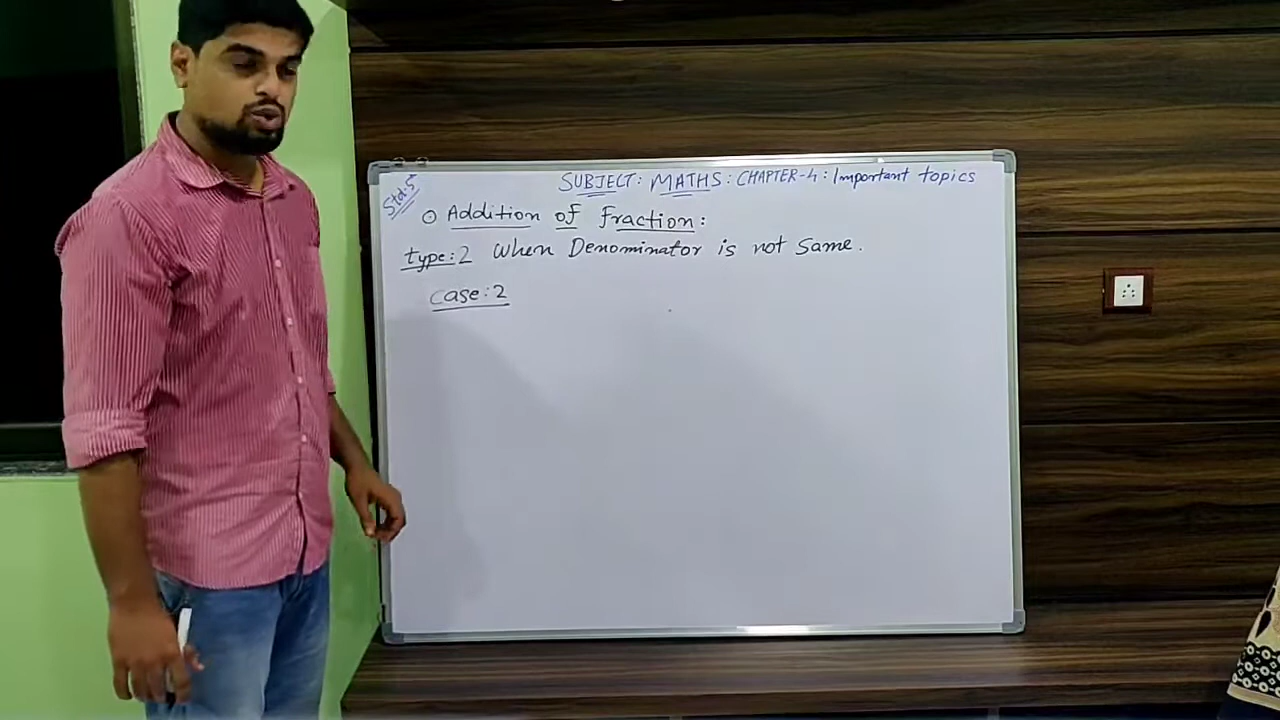 Std.5
SUBJECT: MATHS: CHAPTER-4: Important topics
⊙ Addition of fraction:
type:2 When Denominator is not Same.
Case:2